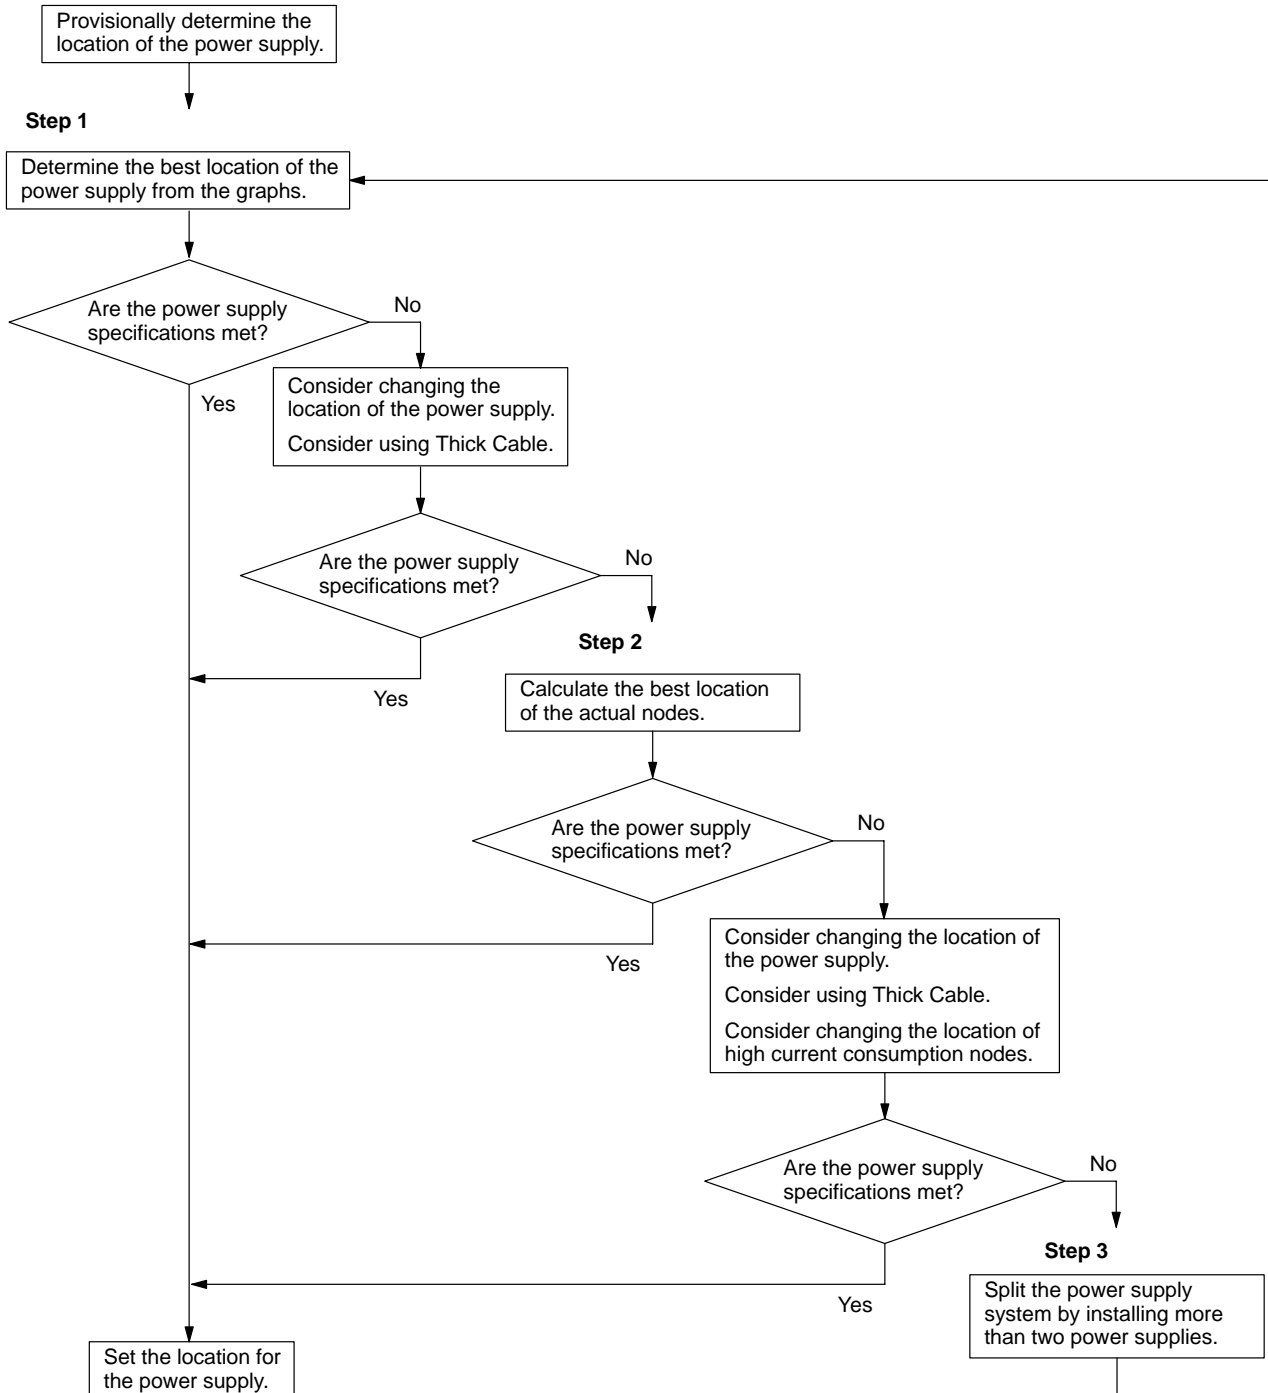 Provisionally determine the
location of the power supply.
Step 1
Determine the best location of the
power supply from the graphs.
Are the power supply
specifications met?
No
Yes
Consider changing the
location of the power supply.
Consider using Thick Cable.
Are the power supply
specifications met?
No
Yes
Step 2
Calculate the best location
of the actual nodes.
Are the power supply
specifications met?
No
Yes
Consider changing the location of
the power supply.
Consider using Thick Cable.
Consider changing the location of
high current consumption nodes.
Are the power supply
specifications met?
No
Yes
Step 3
Split the power supply
system by installing more
than two power supplies.
Set the location for
the power supply.